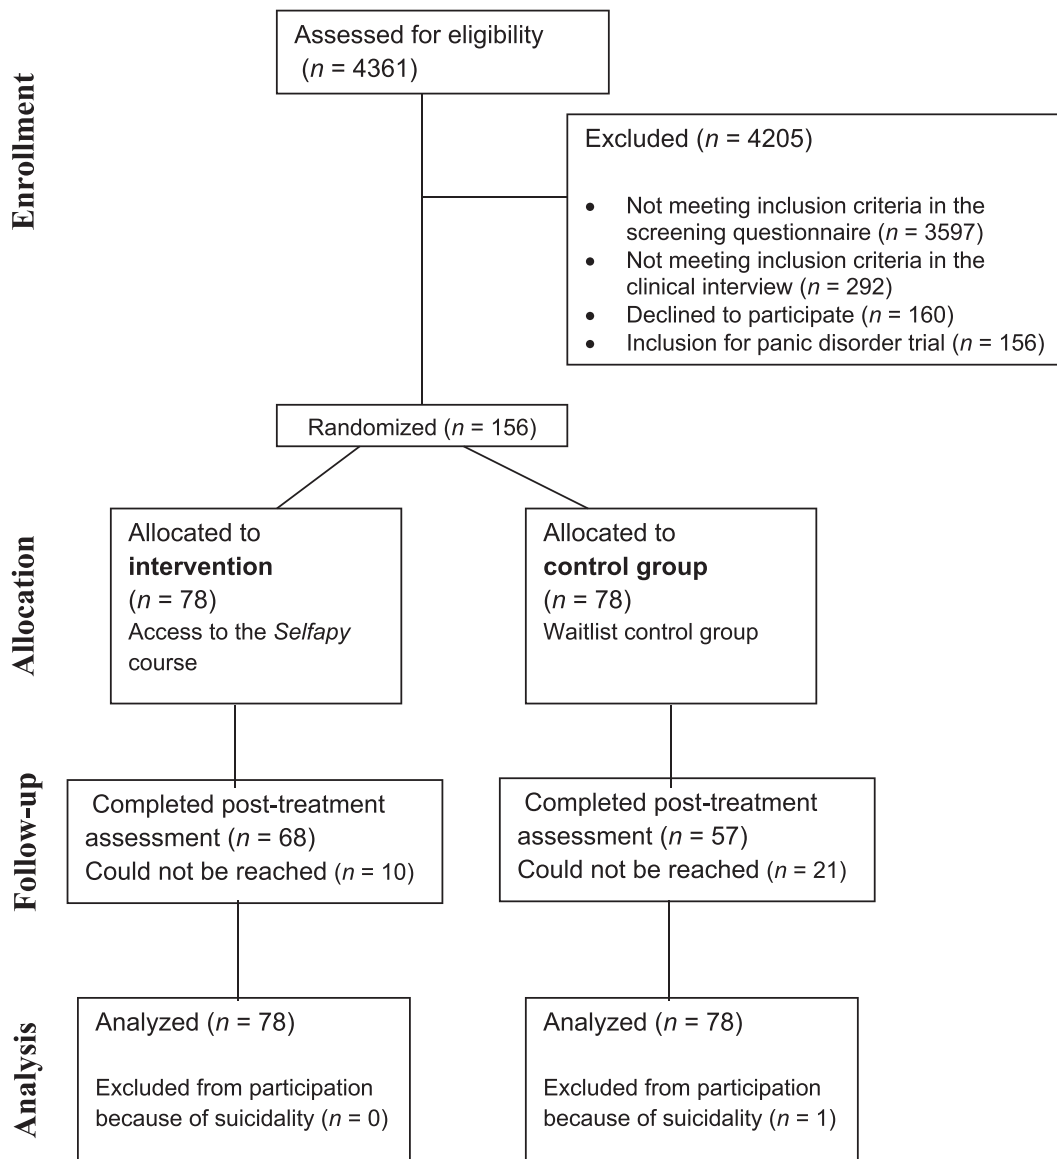 Enrollment
Assessed for eligibility
(n = 4361)
Excluded (n = 4205)
• Not meeting inclusion criteria in the
screening questionnaire (n = 3597)
• Not meeting inclusion criteria in the
clinical interview (n = 292)
• Declined to participate (n = 160)
• Inclusion for panic disorder trial (n = 156)
Randomized (n = 156)
Allocation
Allocated to
intervention
(n = 78)
Access to the Selfapy
course
Allocated to
control group
(n = 78)
Waitlist control group
Follow-up
Completed post-treatment
assessment (n = 68)
Could not be reached (n = 10)
Completed post-treatment
assessment (n = 57)
Could not be reached (n = 21)
Analysis
Analyzed (n = 78)
Excluded from participation
because of suicidality (n = 0)
Analyzed (n = 78)
Excluded from participation
because of suicidality (n = 1)